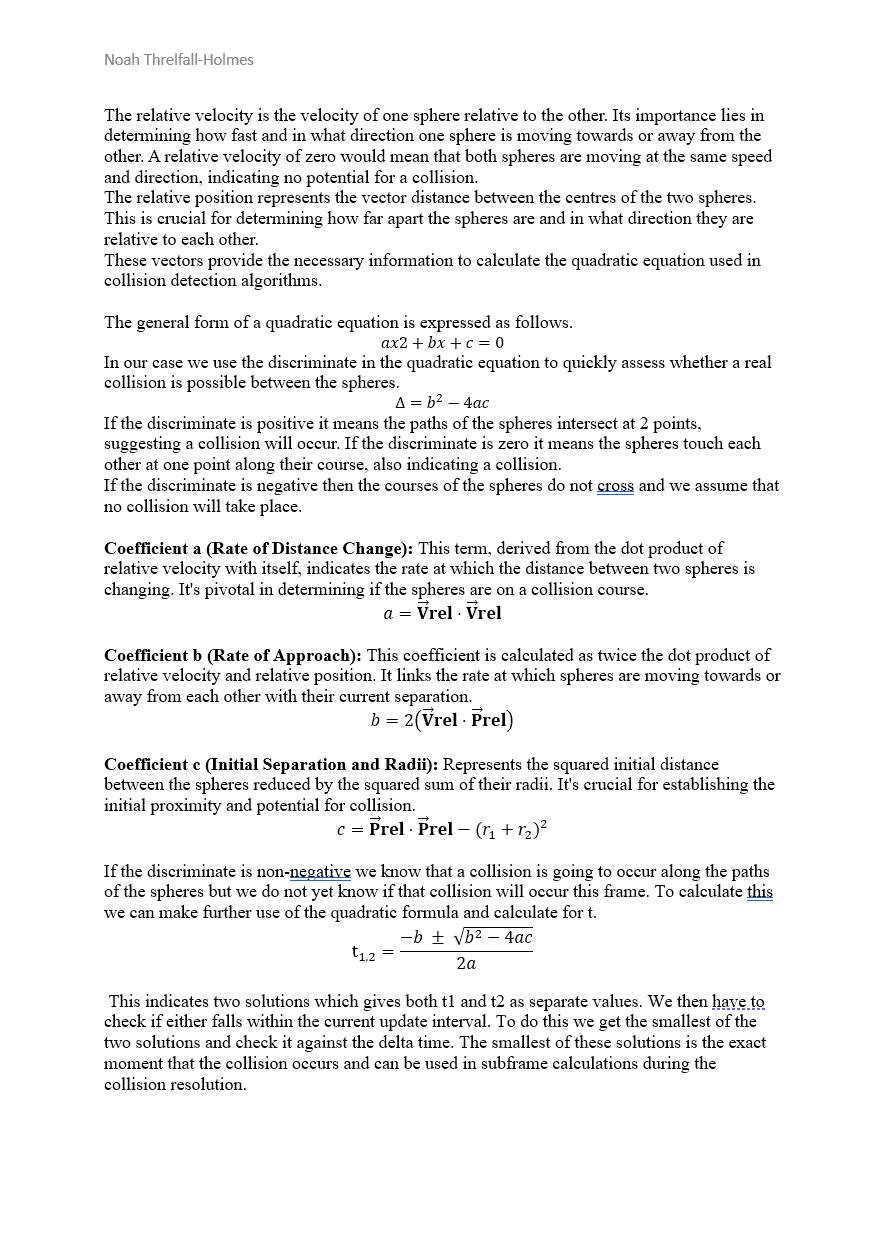 Noah Threlfall-Holmes
The relative velocity is the velocity of one sphere relative to the other. Its importance lies in
determining how fast and in what direction one sphere is moving towards or away from the
other. A relative velocity of zero would mean that both spheres are moving at the same speed
and direction, indicating no potential for a collision.
The relative position represents the vector distance between the centres of the two spheres.
This is crucial for determining how far apart the spheres are and in what direction they are
relative to each other.
These vectors provide the necessary information to calculate the quadratic equation used in
collision detection algorithms.
The general form of a quadratic equation is expressed as follows.
ax2 + bx + c = 0
In our case we use the discriminate in the quadratic equation to quickly assess whether a real
collision is possible between the spheres.
Δ = b² − 4ac
If the discriminate is positive it means the paths of the spheres intersect at 2 points,
suggesting a collision will occur. If the discriminate is zero it means the spheres touch each
other at one point along their course, also indicating a collision.
If the discriminate is negative then the courses of the spheres do not cross and we assume that
no collision will take place.
Coefficient a (Rate of Distance Change): This term, derived from the dot product of
relative velocity with itself, indicates the rate at which the distance between two spheres is
changing. It's pivotal in determining if the spheres are on a collision course.
a = V⃗rel · V⃗rel
Coefficient b (Rate of Approach): This coefficient is calculated as twice the dot product of
relative velocity and relative position. It links the rate at which spheres are moving towards or
away from each other with their current separation.
b = 2(V⃗rel · P⃗rel)
Coefficient c (Initial Separation and Radii): Represents the squared initial distance
between the spheres reduced by the squared sum of their radii. It's crucial for establishing the
initial proximity and potential for collision.
c = P⃗rel · P⃗rel − (r₁ + r₂)²
If the discriminate is non-negative we know that a collision is going to occur along the paths
of the spheres but we do not yet know if that collision will occur this frame. To calculate this
we can make further use of the quadratic formula and calculate for t.
t₁,₂ = (−b ± √(b² − 4ac)) / 2a
This indicates two solutions which gives both t1 and t2 as separate values. We then have to
check if either falls within the current update interval. To do this we get the smallest of the
two solutions and check it against the delta time. The smallest of these solutions is the exact
moment that the collision occurs and can be used in subframe calculations during the
collision resolution.